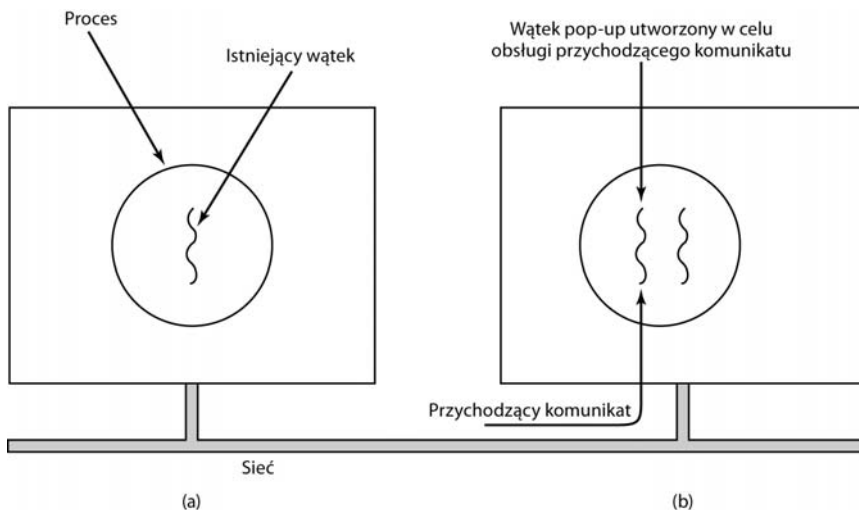 Proces
Istniejący wątek
Wątek pop-up utworzony w celu
obsługi przychodzącego komunikatu
Przychodzący komunikat
Sieć
(a)
(b)